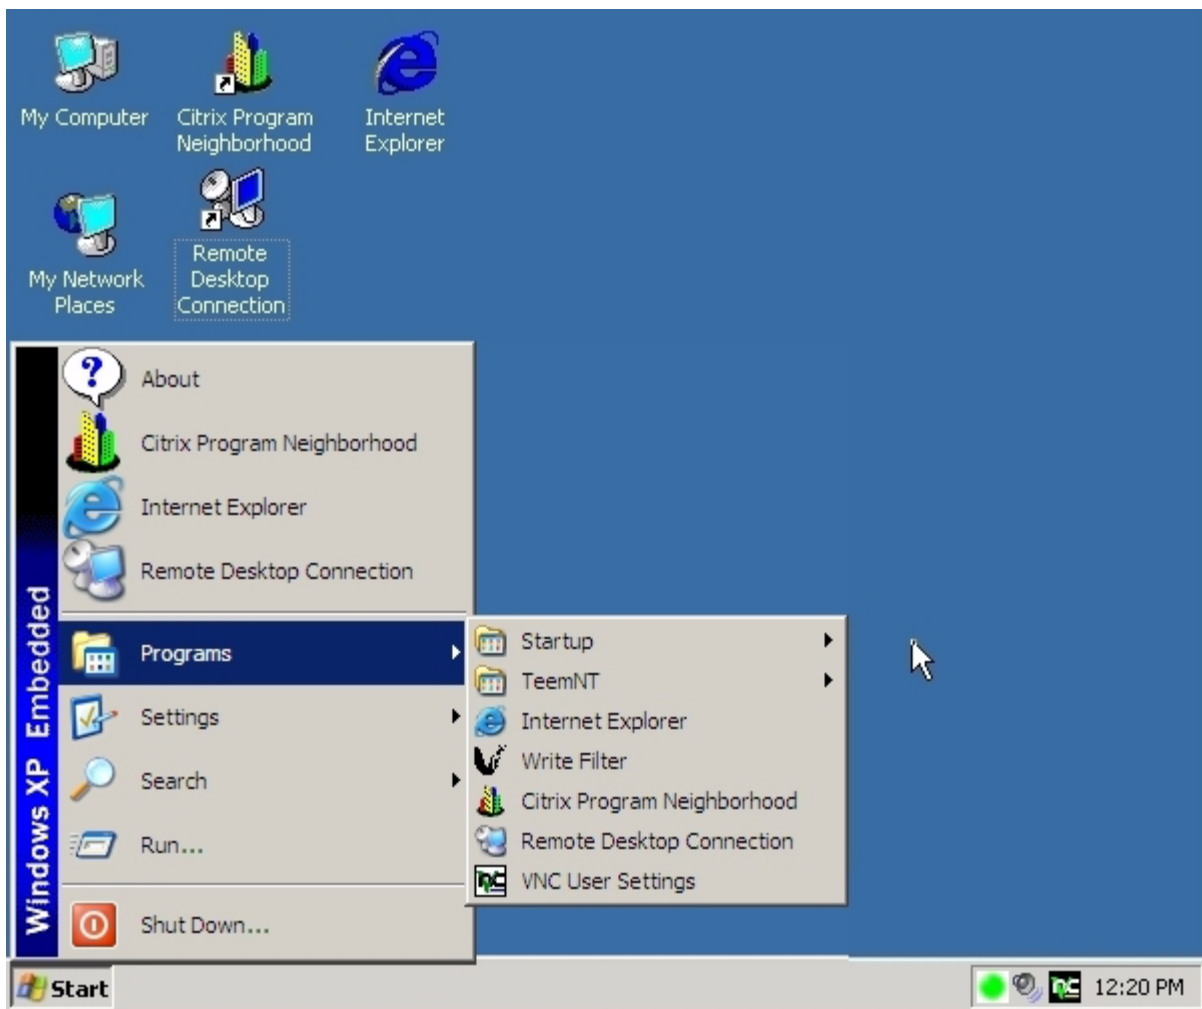 My Computer
Citrix Program
Neighborhood
Internet
Explorer
My Network
Places
Remote
Desktop
Connection
Windows XP Embedded
About
Citrix Program Neighborhood
Internet Explorer
Remote Desktop Connection
Programs
Settings
Search
Run...
Shut Down...
Startup
TeemNT
Internet Explorer
Write Filter
Citrix Program Neighborhood
Remote Desktop Connection
VNC User Settings
Start
12:20 PM